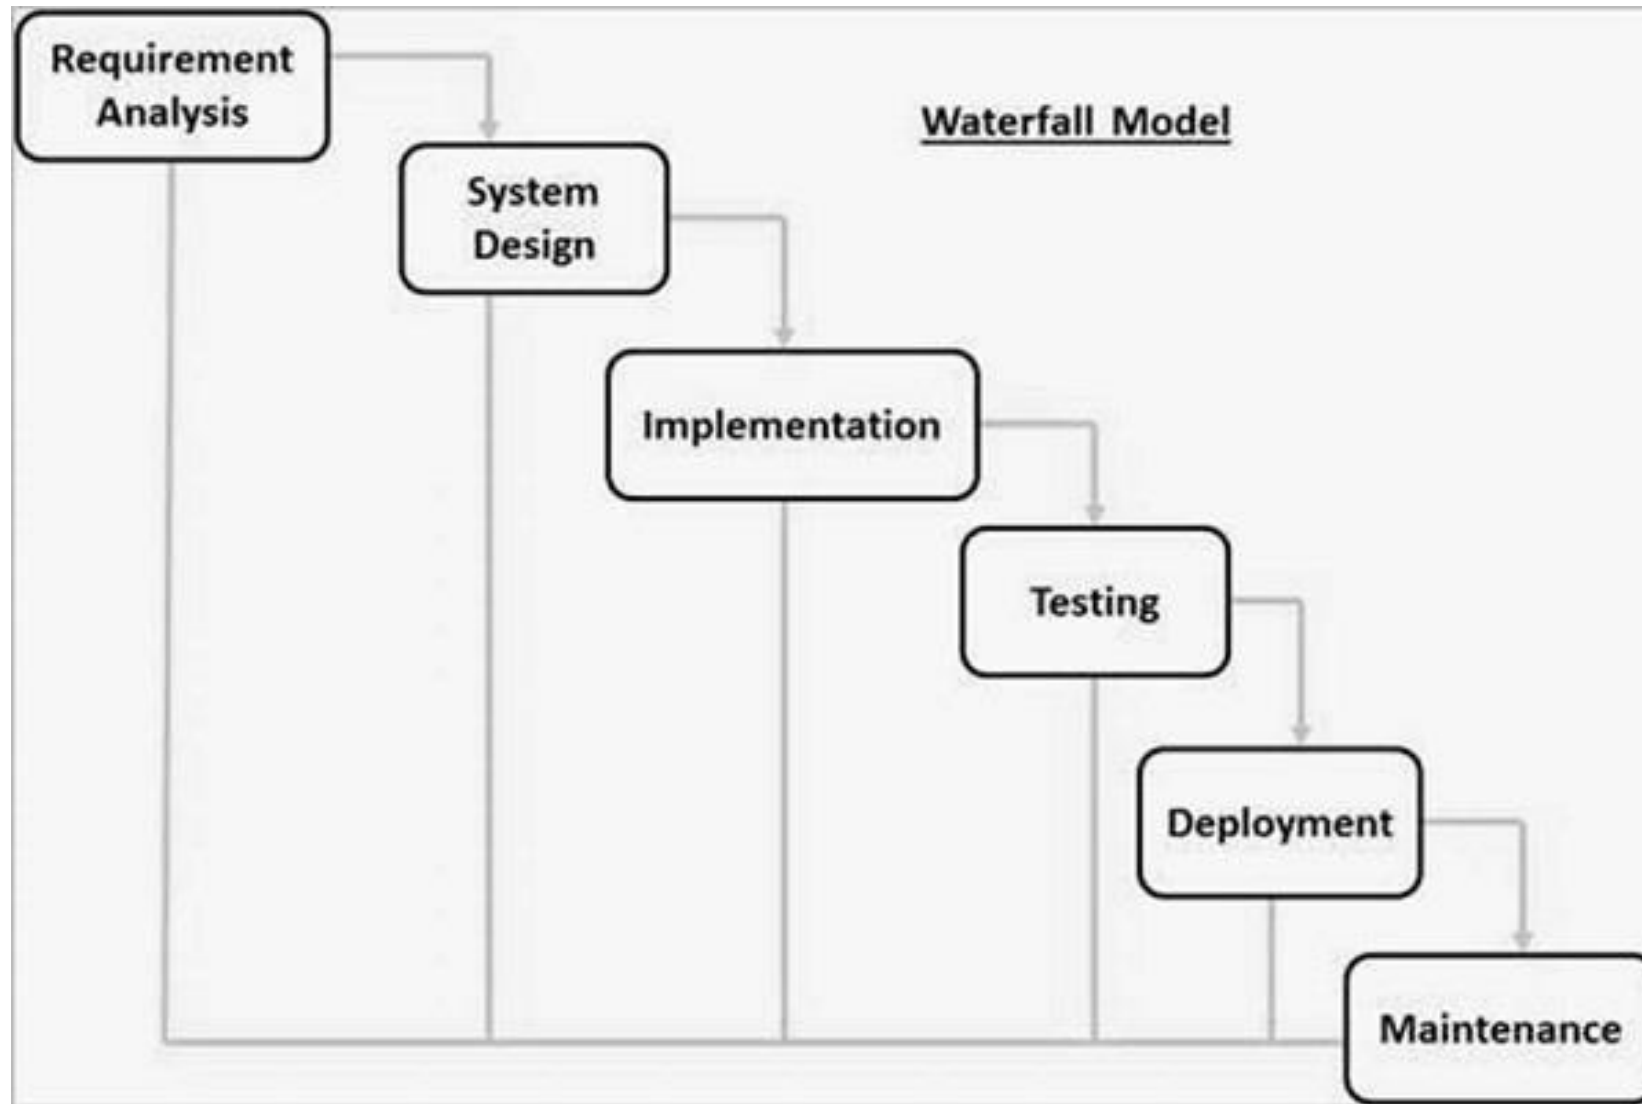 Requirement
Analysis
Waterfall Model
System
Design
Implementation
Testing
Deployment
Maintenance